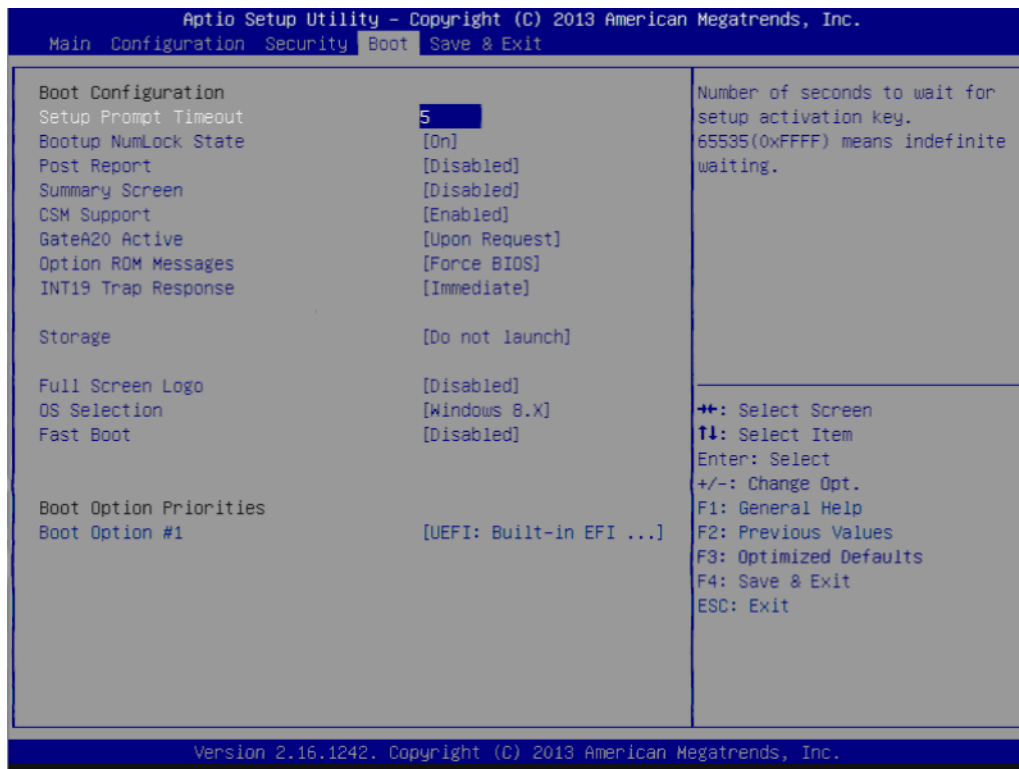 Aptio Setup Utility – Copyright (C) 2013 American Megatrends, Inc.
Main Configuration Security Boot Save & Exit
Boot Configuration
Setup Prompt Timeout 5
Bootup NumLock State [On]
Post Report [Disabled]
Summary Screen [Disabled]
CSM Support [Enabled]
GateA20 Active [Upon Request]
Option ROM Messages [Force BIOS]
INT19 Trap Response [Immediate]
Storage [Do not launch]
Full Screen Logo [Disabled]
OS Selection [Windows 8.X]
Fast Boot [Disabled]
Boot Option Priorities
Boot Option #1 [UEFI: Built-in EFI ...]
Number of seconds to wait for
setup activation key.
65535(0xFFFF) means indefinite
waiting.
→←: Select Screen
↑↓: Select Item
Enter: Select
+/-: Change Opt.
F1: General Help
F2: Previous Values
F3: Optimized Defaults
F4: Save & Exit
ESC: Exit
Version 2.16.1242. Copyright (C) 2013 American Megatrends, Inc.